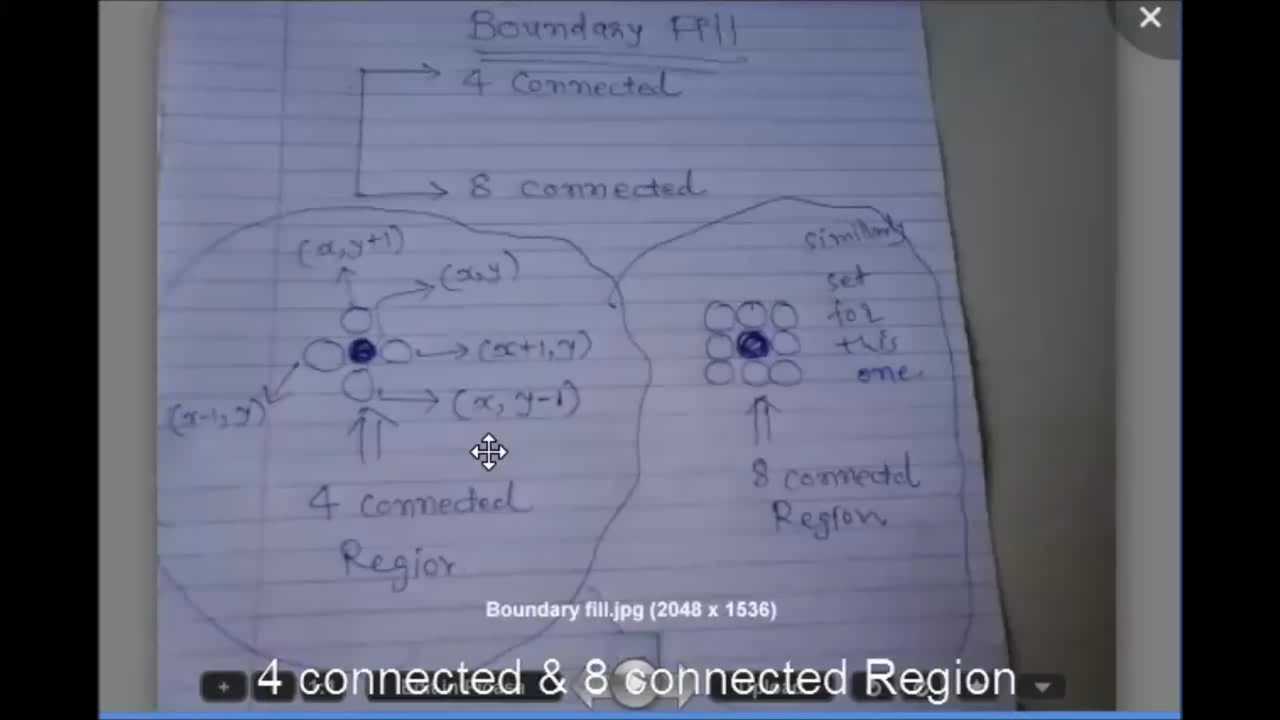 Boundary Fill
4 Connected
8 connected
(x, y+1)
(x,y)
(x+1, y)
(x-1, y)
(x, y-1)
4 connected
Region
similarly
set
for
this
one.
8 connectd
Region
Boundary fill.jpg (2048 x 1536)
4 connected & 8 connected Region